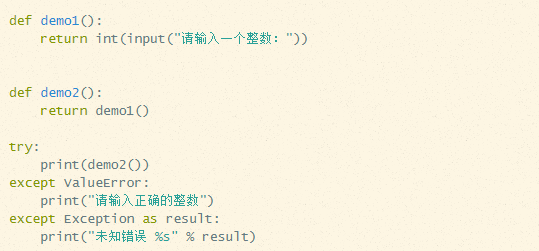 def demo1():
    return int(input("请输入一个整数："))
def demo2():
    return demo1()
try:
    print(demo2())
except ValueError:
    print("请输入正确的整数")
except Exception as result:
    print("未知错误 %s" % result)